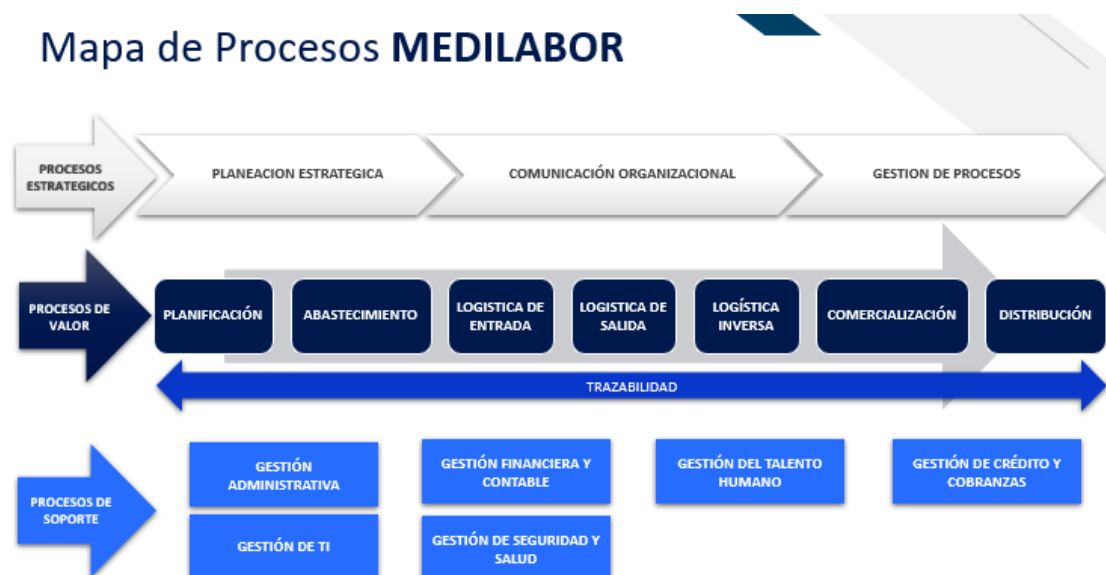 Mapa de Procesos MEDILABOR
PROCESOS
ESTRATEGICOS
PLANEACION ESTRATEGICA
COMUNICACIÓN ORGANIZACIONAL
GESTION DE PROCESOS
PROCESOS DE
VALOR
PLANIFICACIÓN
ABASTECIMIENTO
LOGISTICA DE
ENTRADA
LOGISTICA DE
SALIDA
LOGÍSTICA
INVERSA
COMERCIALIZACIÓN
DISTRIBUCIÓN
TRAZABILIDAD
PROCESOS DE
SOPORTE
GESTIÓN
ADMINISTRATIVA
GESTIÓN FINANCIERA Y
CONTABLE
GESTIÓN DEL TALENTO
HUMANO
GESTIÓN DE CRÉDITO Y
COBRANZAS
GESTIÓN DE TI
GESTIÓN DE SEGURIDAD Y
SALUD